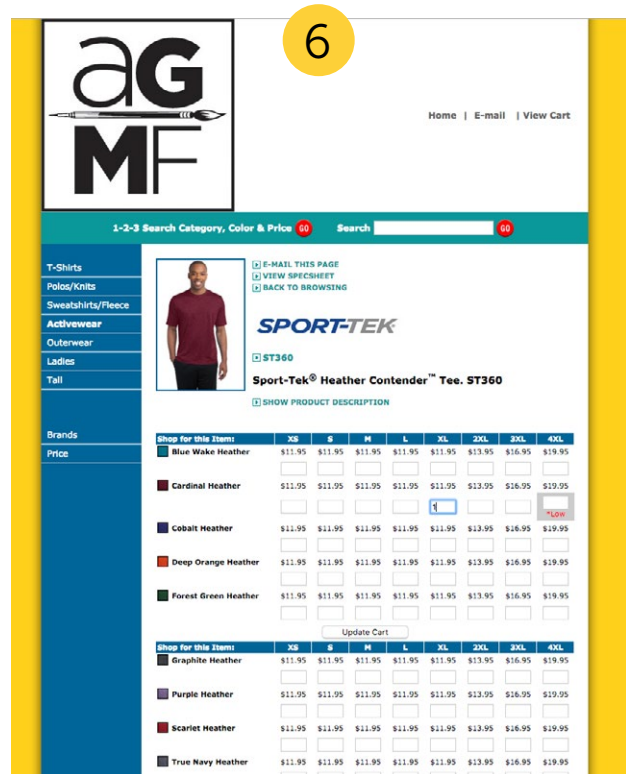 6
aG
MF
Home | E-mail | View Cart
1-2-3 Search Category, Color & Price GO Search GO
T-Shirts
Polos/Knits
Sweatshirts/Fleece
Activewear
Outerwear
Ladies
Tall
Brands
Price
E-MAIL THIS PAGE
VIEW SPECSHEET
BACK TO BROWSING
SPORT-TEK
ST360
Sport-Tek® Heather Contender™ Tee. ST360
SHOW PRODUCT DESCRIPTION
Shop for this Item: XS S M L XL 2XL 3XL 4XL
Blue Wake Heather $11.95 $11.95 $11.95 $11.95 $11.95 $13.95 $16.95 $19.95
Cardinal Heather $11.95 $11.95 $11.95 $11.95 $11.95 $13.95 $16.95 $19.95
1
*Low
Cobalt Heather $11.95 $11.95 $11.95 $11.95 $11.95 $13.95 $16.95 $19.95
Deep Orange Heather $11.95 $11.95 $11.95 $11.95 $11.95 $13.95 $16.95 $19.95
Forest Green Heather $11.95 $11.95 $11.95 $11.95 $11.95 $13.95 $16.95 $19.95
Update Cart
Shop for this Item: XS S M L XL 2XL 3XL 4XL
Graphite Heather $11.95 $11.95 $11.95 $11.95 $11.95 $13.95 $16.95 $19.95
Purple Heather $11.95 $11.95 $11.95 $11.95 $11.95 $13.95 $16.95 $19.95
Scarlet Heather $11.95 $11.95 $11.95 $11.95 $11.95 $13.95 $16.95 $19.95
True Navy Heather $11.95 $11.95 $11.95 $11.95 $11.95 $13.95 $16.95 $19.95